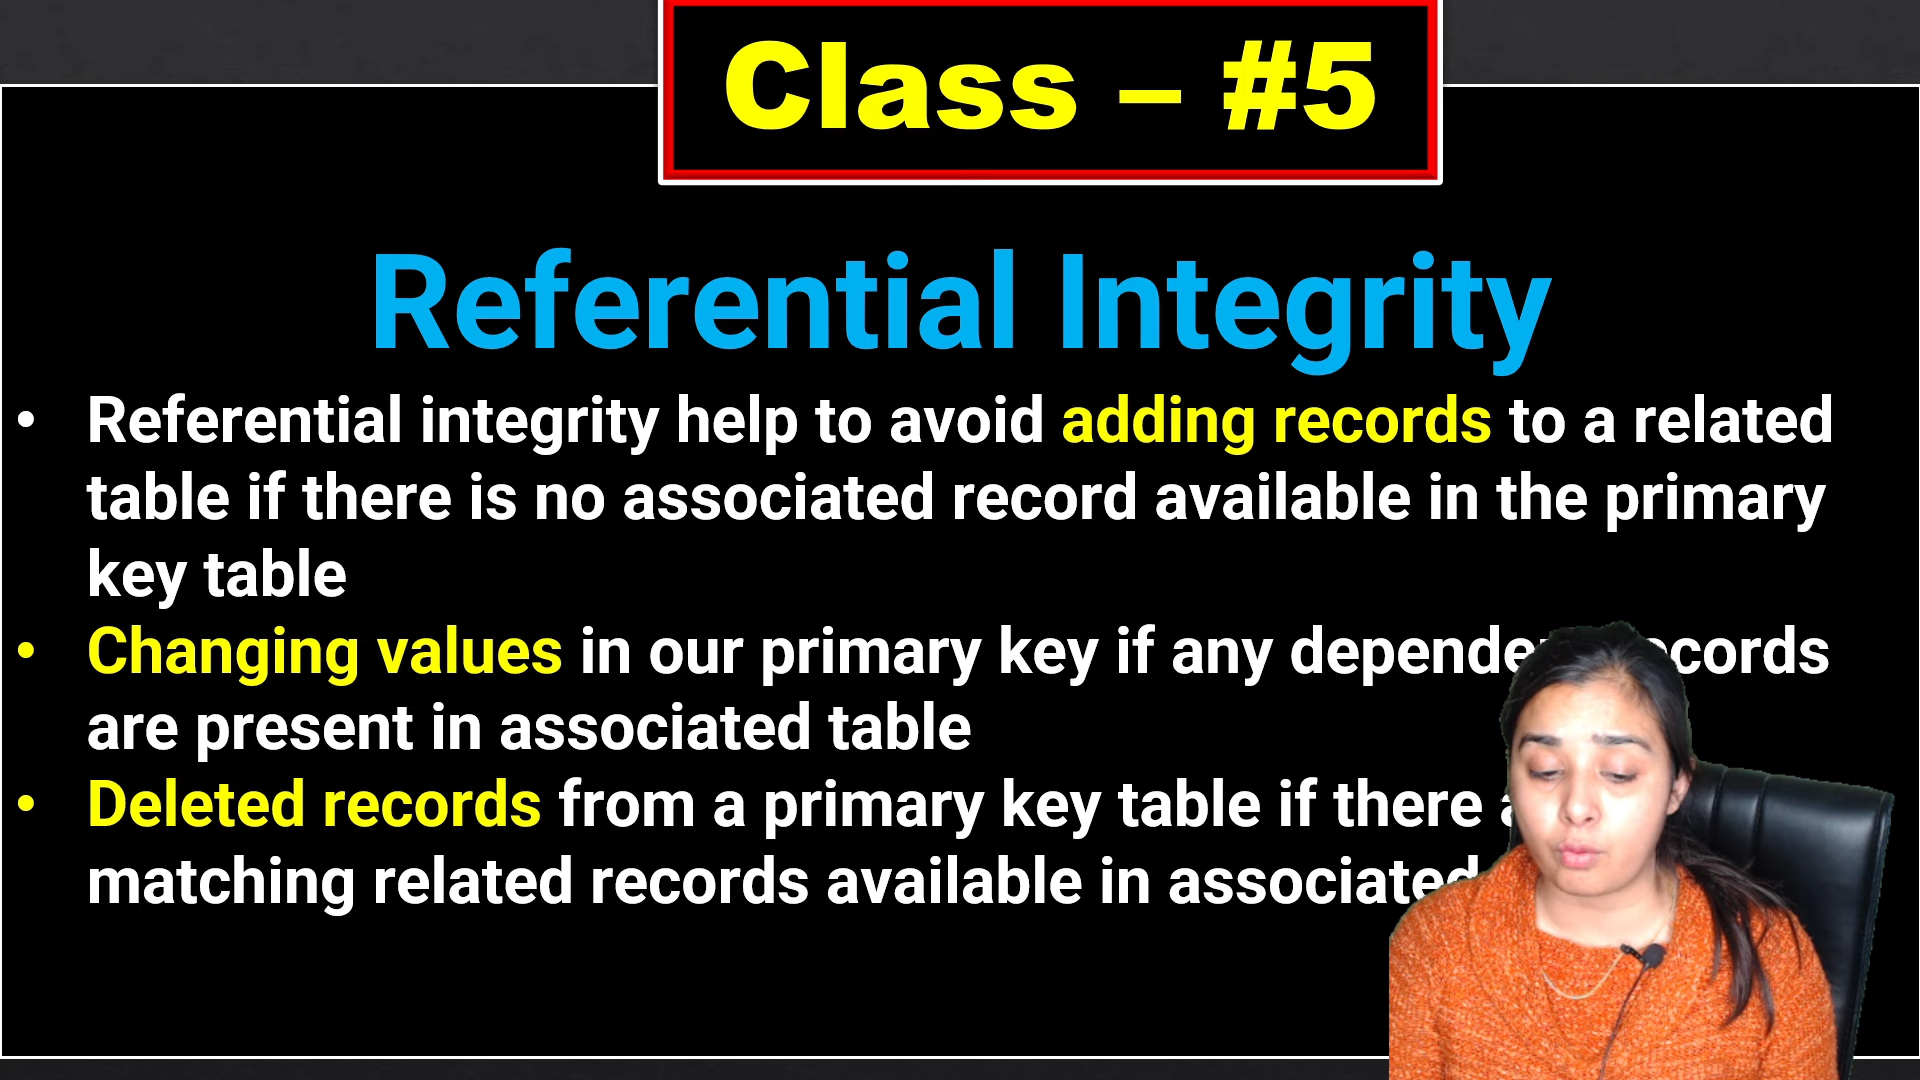 Class – #5
Referential Integrity
• Referential integrity help to avoid adding records to a related
table if there is no associated record available in the primary
key table
• Changing values in our primary key if any
are present in associated table
• Deleted records from a primary key table if there
matching related records available in associated